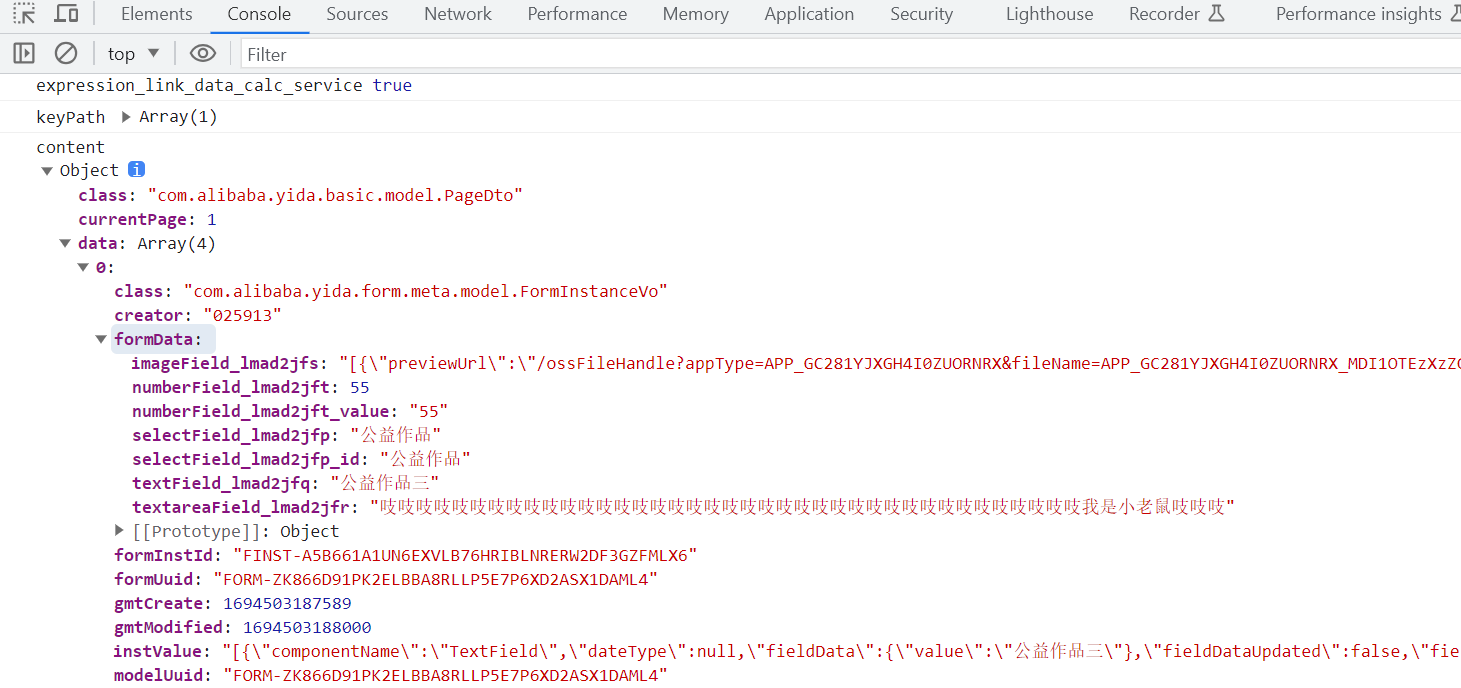 Elements Console Sources Network Performance Memory Application Security Lighthouse Recorder Performance insights
top Filter
expression_link_data_calc_service true
keyPath Array(1)
content
Object i
class: "com.alibaba.yida.basic.model.PageDto"
currentPage: 1
data: Array(4)
0:
class: "com.alibaba.yida.form.meta.model.FormInstanceVo"
creator: "025913"
formData:
imageField_lmad2jfs: "[{\"previewUrl\":\"/ossFileHandle?appType=APP_GC281YJXGH4I0ZUORNRX&fileName=APP_GC281YJXGH4I0ZUORNRX_MDI1OTEzXzZ
numberField_lmad2jft: 55
numberField_lmad2jft_value: "55"
selectField_lmad2jfp: "公益作品"
selectField_lmad2jfp_id: "公益作品"
textField_lmad2jfq: "公益作品三"
textareaField_lmad2jfr: "吱吱吱吱吱吱吱吱吱吱吱吱吱吱吱吱吱吱吱吱吱吱吱吱吱吱吱吱吱吱吱吱吱吱吱吱吱吱吱我是小老鼠吱吱吱"
[[Prototype]]: Object
formInstId: "FINST-A5B661A1UN6EXVLB76HRIBLNRERW2DF3GZFMLX6"
formUuid: "FORM-ZK866D91PK2ELBBA8RLLP5E7P6XD2ASX1DAML4"
gmtCreate: 1694503187589
gmtModified: 1694503188000
instValue: "[{\"componentName\":\"TextField\",\"dateType\":null,\"fieldData\":{\"value\":\"公益作品三\"},\"fieldDataUpdated\":false,\"fie
modelUuid: "FORM-ZK866D91PK2ELBBA8RLLP5E7P6XD2ASX1DAML4"